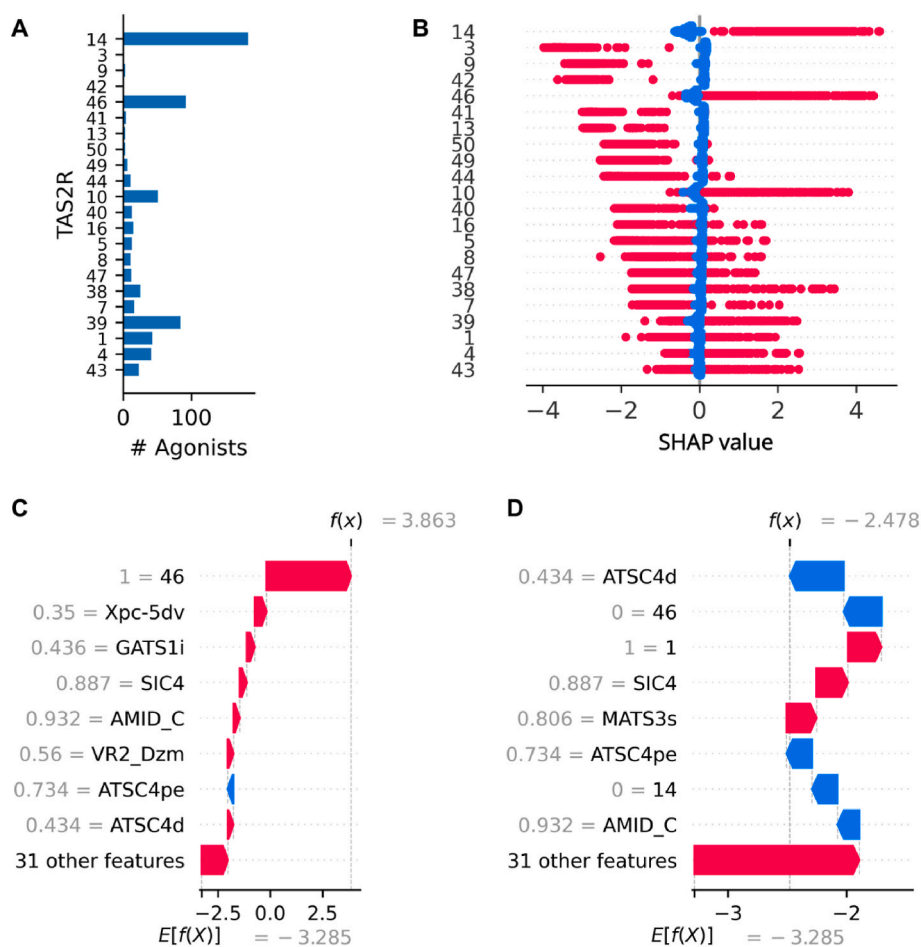 A
TAS2R
14
3
9
42
46
41
13
50
49
44
10
40
16
5
8
47
38
7
39
1
4
43
0
100
# Agonists
B
14
3
9
42
46
41
13
50
49
44
10
40
16
5
8
47
38
7
39
1
4
43
−4
−2
0
2
4
SHAP value
C
f(x) = 3.863
1 = 46
0.35 = Xpc-5dv
0.436 = GATS1i
0.887 = SIC4
0.932 = AMID_C
0.56 = VR2_Dzm
0.734 = ATSC4pe
0.434 = ATSC4d
31 other features
−2.5
0.0
2.5
E[f(X)] = −3.285
D
f(x) = −2.478
0.434 = ATSC4d
0 = 46
1 = 1
0.887 = SIC4
0.806 = MATS3s
0.734 = ATSC4pe
0 = 14
0.932 = AMID_C
31 other features
−3
−2
E[f(X)] = −3.285